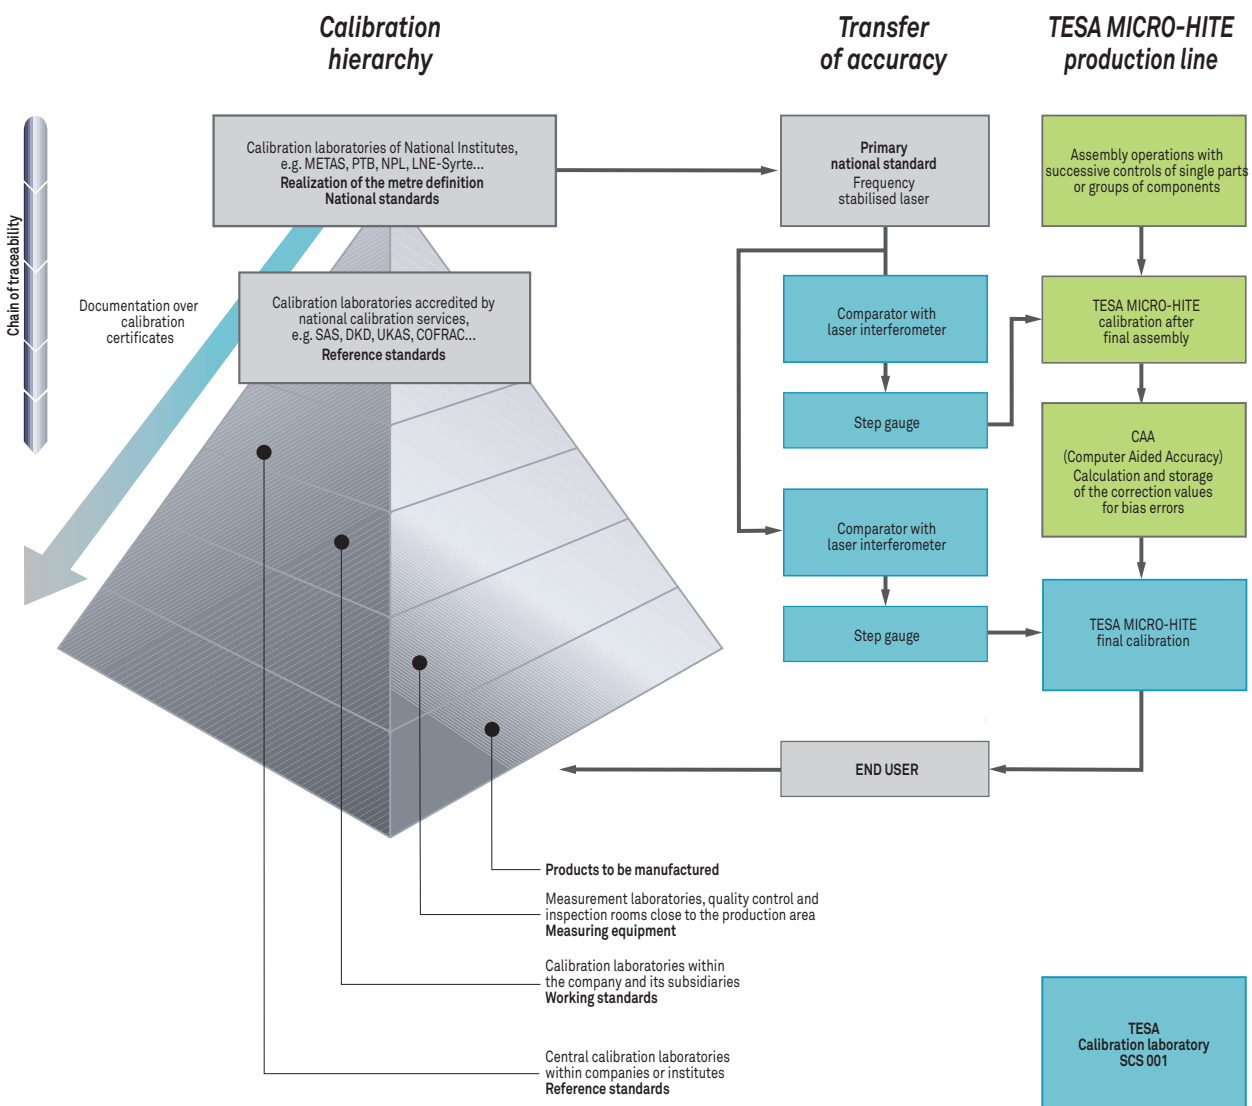 Calibration
hierarchy
Transfer
of accuracy
TESA MICRO-HITE
production line
Chain of traceability
Documentation over
calibration
certificates
Calibration laboratories of National Institutes,
e.g. METAS, PTB, NPL, LNE-Syrte...
Realization of the metre definition
National standards
Calibration laboratories accredited by
national calibration services,
e.g. SAS, DKD, UKAS, COFRAC...
Reference standards
Primary
national standard
Frequency
stabilised laser
Comparator with
laser interferometer
Step gauge
Comparator with
laser interferometer
Step gauge
END USER
Assembly operations with
successive controls of single parts
or groups of components
TESA MICRO-HITE
calibration after
final assembly
CAA
(Computer Aided Accuracy)
Calculation and storage
of the correction values
for bias errors
TESA MICRO-HITE
final calibration
Products to be manufactured
Measurement laboratories, quality control and
inspection rooms close to the production area
Measuring equipment
Calibration laboratories within
the company and its subsidiaries
Working standards
Central calibration laboratories
within companies or institutes
Reference standards
TESA
Calibration laboratory
SCS 001